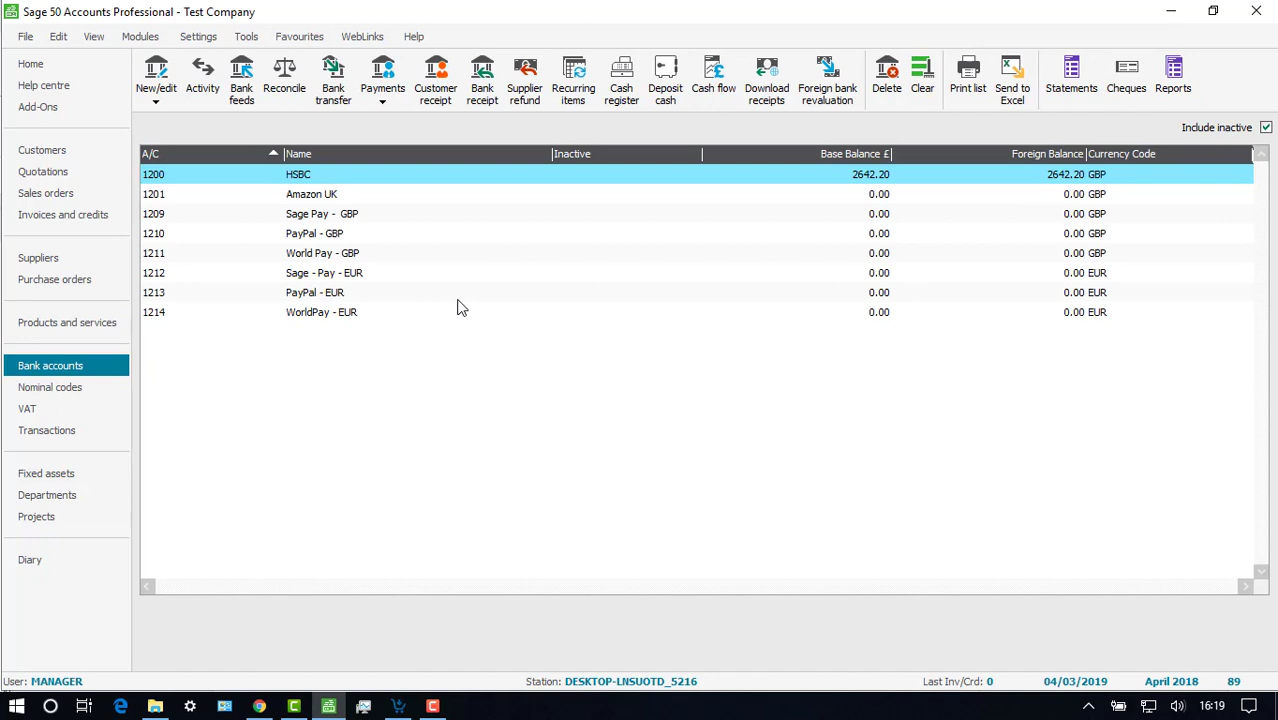 Sage 50 Accounts Professional - Test Company
File Edit View Modules Settings Tools Favourites WebLinks Help
New/edit Activity Bank feeds Reconcile Bank transfer Payments Customer receipt Bank receipt Supplier refund Recurring items Cash register Deposit cash Cash flow Download receipts Foreign bank revaluation Delete Clear Print list Send to Excel Statements Cheques Reports
Include inactive
Home
Help centre
Add-Ons
Customers
Quotations
Sales orders
Invoices and credits
Suppliers
Purchase orders
Products and services
Bank accounts
Nominal codes
VAT
Transactions
Fixed assets
Departments
Projects
Diary
A/C Name Inactive Base Balance £ Foreign Balance Currency Code
1200 HSBC 2642.20 2642.20 GBP
1201 Amazon UK 0.00 0.00 GBP
1209 Sage Pay - GBP 0.00 0.00 GBP
1210 PayPal - GBP 0.00 0.00 GBP
1211 World Pay - GBP 0.00 0.00 GBP
1212 Sage - Pay - EUR 0.00 0.00 EUR
1213 PayPal - EUR 0.00 0.00 EUR
1214 WorldPay - EUR 0.00 0.00 EUR
User: MANAGER Station: DESKTOP-LNSUOTD_5216 Last Inv/Crd: 0 04/03/2019 April 2018 89
16:19